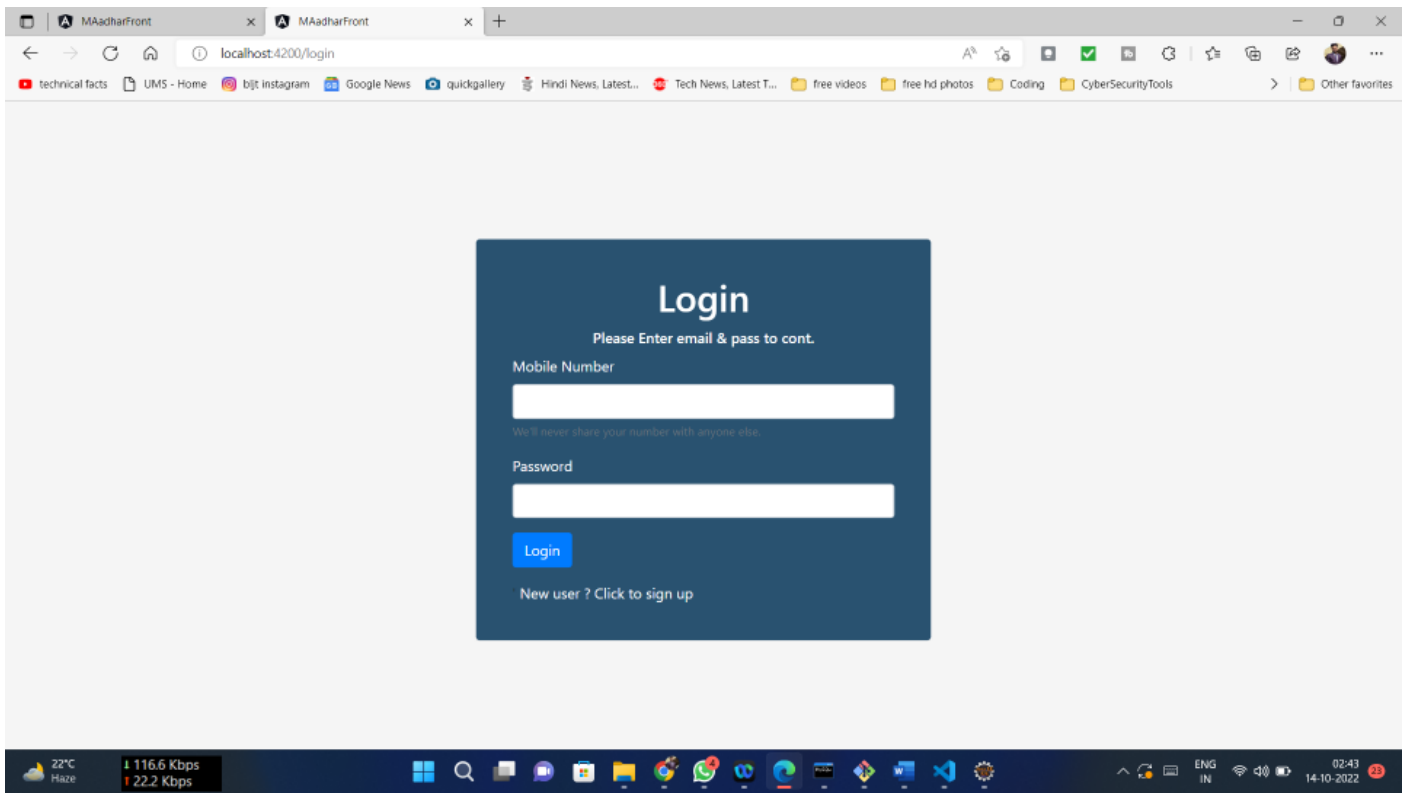 MAadharFront
MAadharFront
localhost:4200/login
technical facts UMS - Home bijt instagram Google News quickgallery Hindi News, Latest... Tech News, Latest T... free videos free hd photos Coding CyberSecurityTools Other favorites
Login
Please Enter email & pass to cont.
Mobile Number
We'll never share your number with anyone else.
Password
Login
New user ? Click to sign up
22°C
Haze
↓ 116.6 Kbps
↑ 22.2 Kbps
ENG
IN
02:43
14-10-2022
23